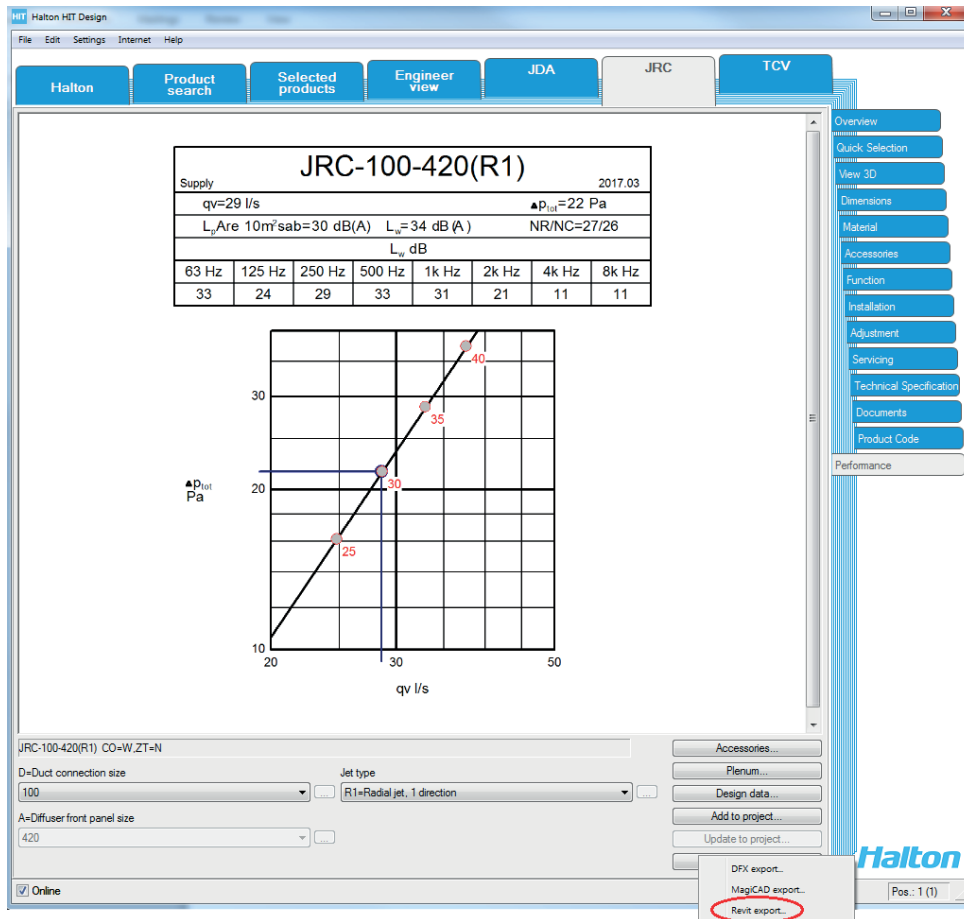 HIT Halton HIT Design
File Edit Settings Internet Help
Halton
Product search
Selected products
Engineer view
JDA
JRC
TCV
Overview
Quick Selection
View 3D
Dimensions
Material
Accessories
Function
Installation
Adjustment
Servicing
Technical Specification
Documents
Product Code
Performance
JRC-100-420(R1)
Supply 2017.03
qv=29 l/s ▲p_tot=22 Pa
L_pAre 10m²sab=30 dB(A) L_w=34 dB(A) NR/NC=27/26
L_w dB
63 Hz 125 Hz 250 Hz 500 Hz 1k Hz 2k Hz 4k Hz 8k Hz
33 24 29 33 31 21 11 11
40
30
35
30
▲p_tot
Pa
20
25
10
20 30 50
qv l/s
JRC-100-420(R1) CO=W,ZT=N
D=Duct connection size
100 ...
Jet type
R1=Radial jet, 1 direction ...
A=Diffuser front panel size
420 ...
Accessories...
Plenum...
Design data...
Add to project...
Update to project...
DFX export...
MagiCAD export...
Revit export...
Halton
Online
Pos.: 1 (1)